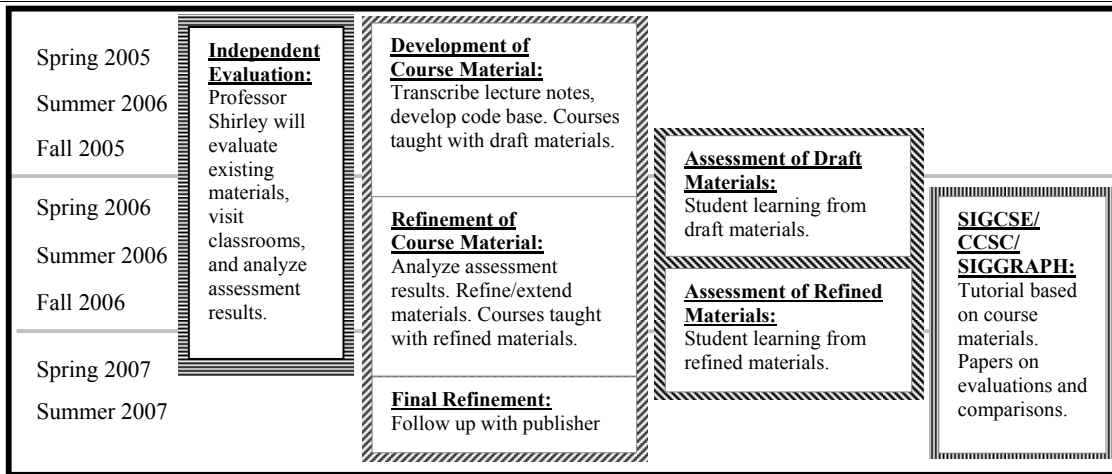 Spring 2005
Summer 2006
Fall 2005
Spring 2006
Summer 2006
Fall 2006
Spring 2007
Summer 2007
Independent
Evaluation:
Professor
Shirley will
evaluate
existing
materials,
visit
classrooms,
and analyze
assessment
results.
Development of
Course Material:
Transcribe lecture notes,
develop code base. Courses
taught with draft materials.
Refinement of
Course Material:
Analyze assessment
results. Refine/extend
materials. Courses taught
with refined materials.
Final Refinement:
Follow up with publisher
Assessment of Draft
Materials:
Student learning from
draft materials.
Assessment of Refined
Materials:
Student learning from
refined materials.
SIGCSE/
CCSC/
SIGGRAPH:
Tutorial based
on course
materials.
Papers on
evaluations and
comparisons.